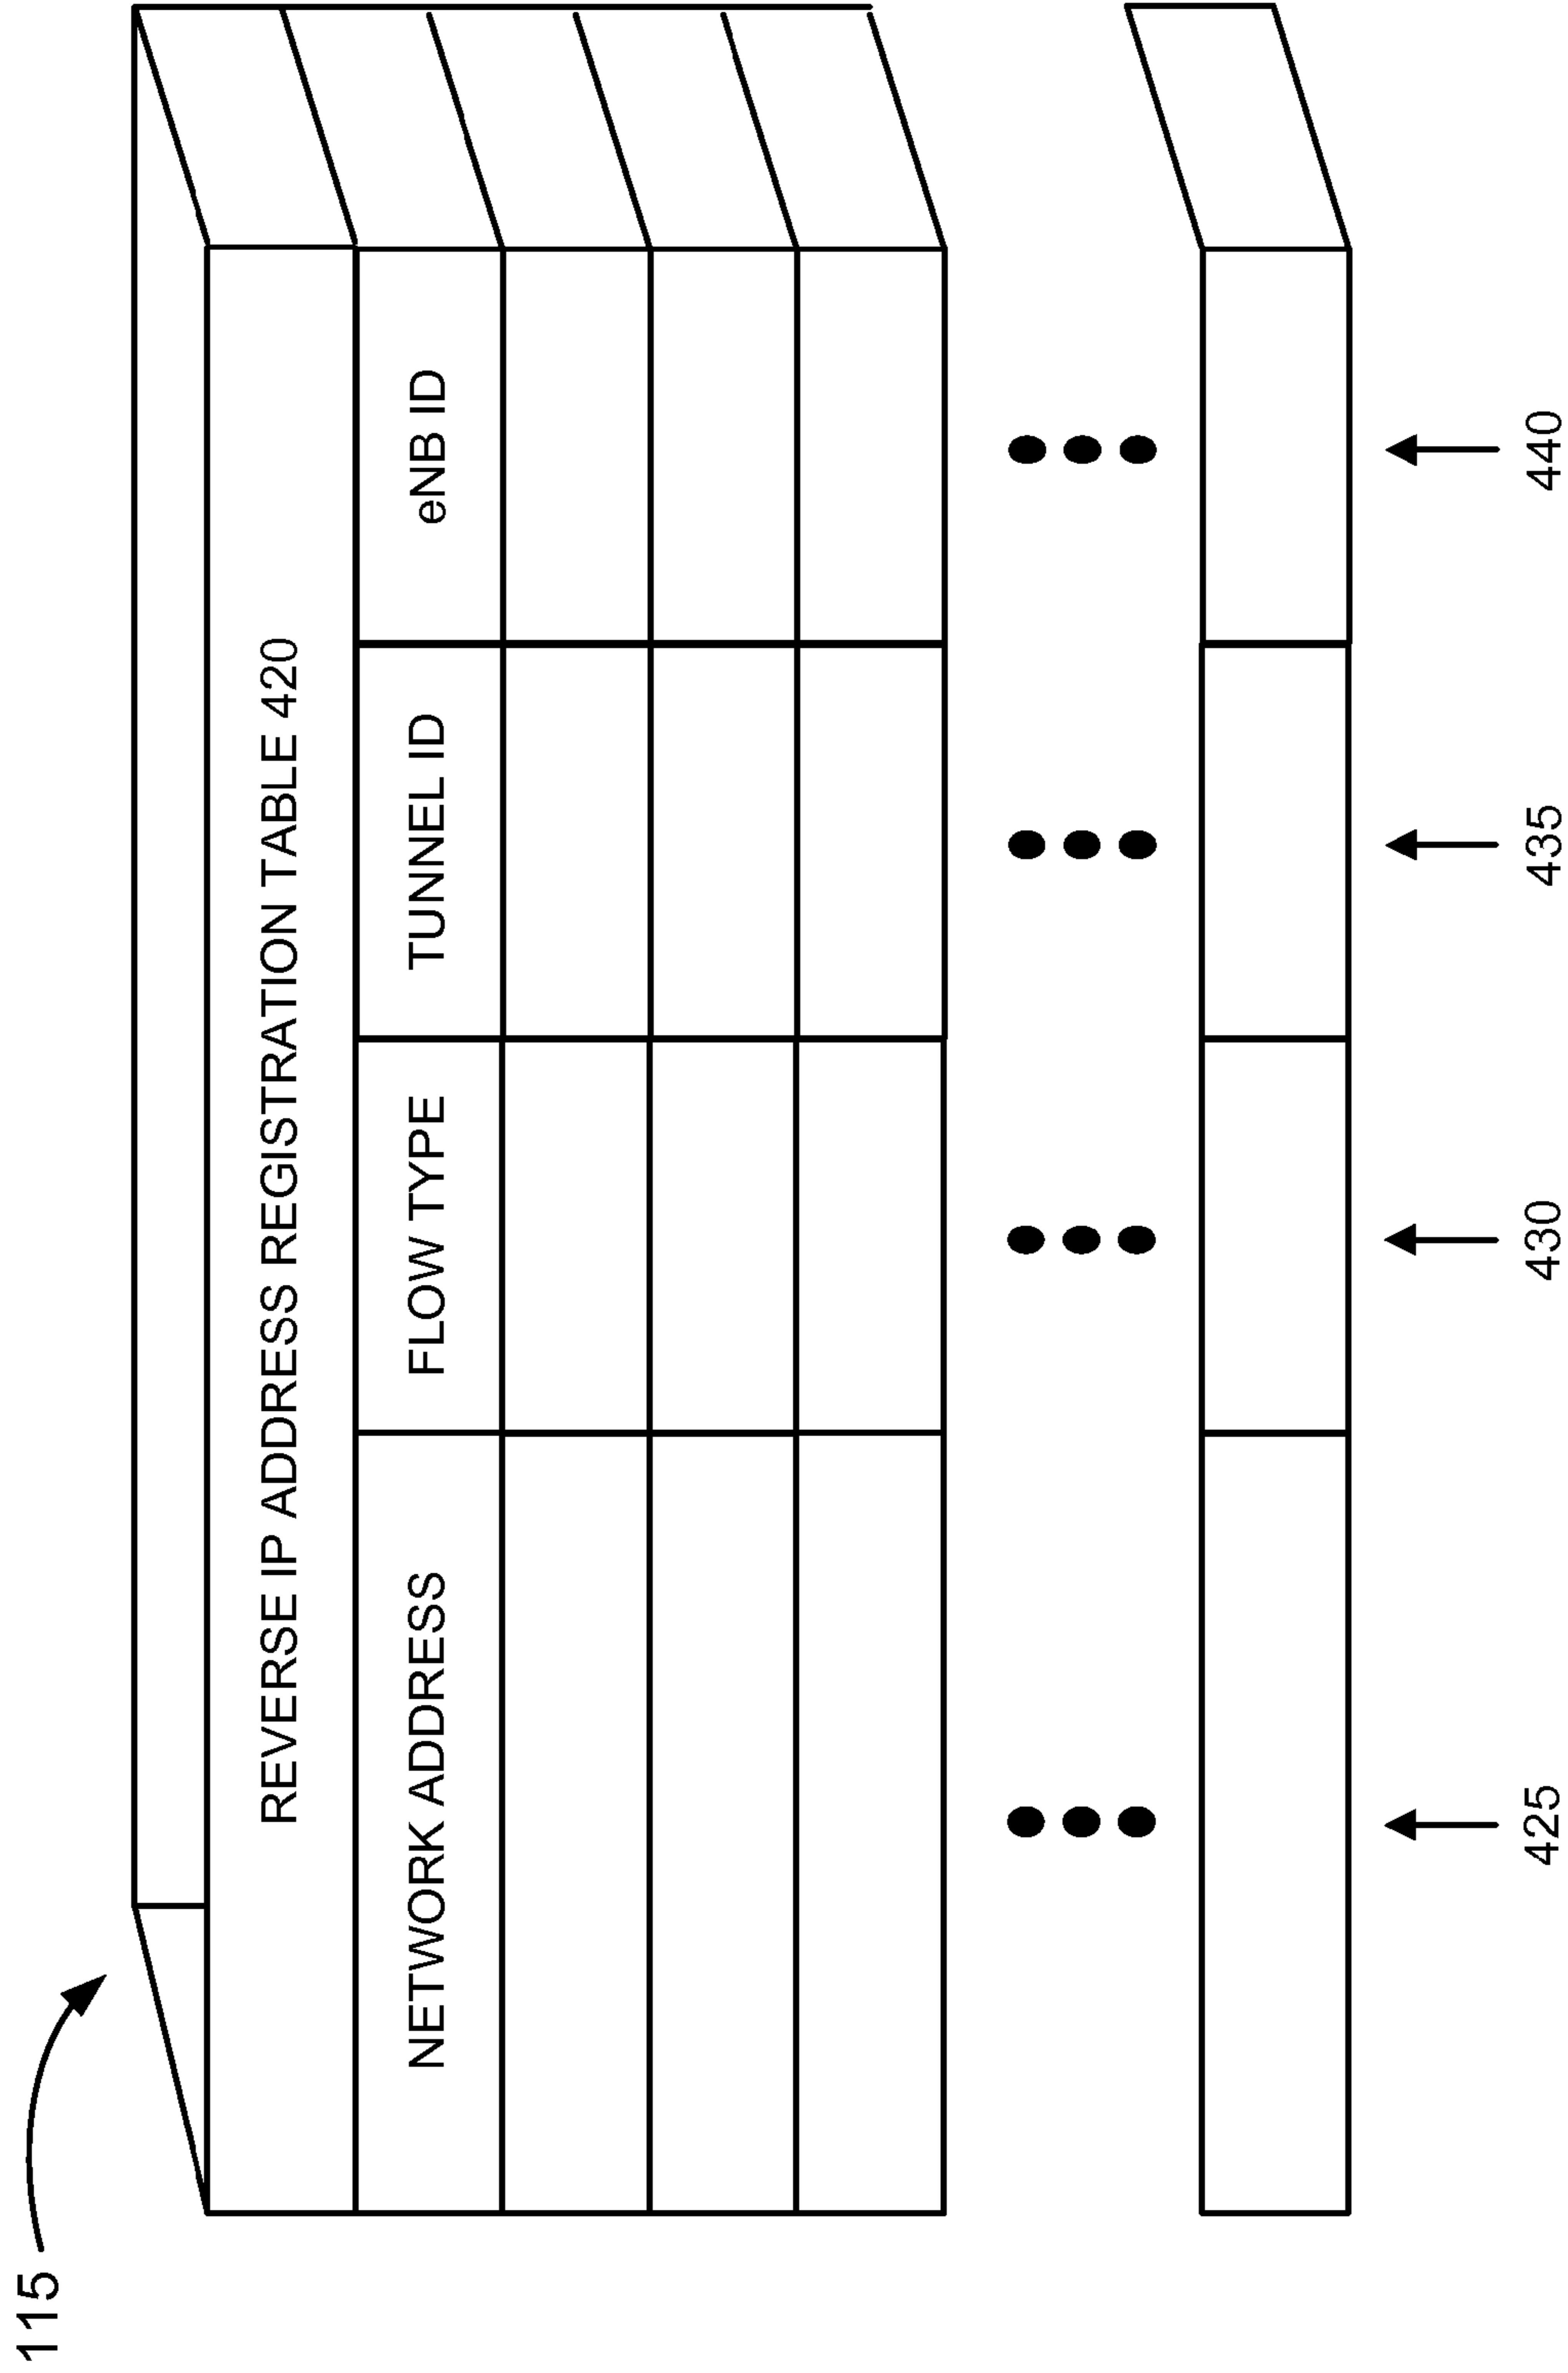 115
REVERSE IP ADDRESS REGISTRATION TABLE 420
NETWORK ADDRESS
FLOW TYPE
TUNNEL ID
eNB ID
425
430
435
440